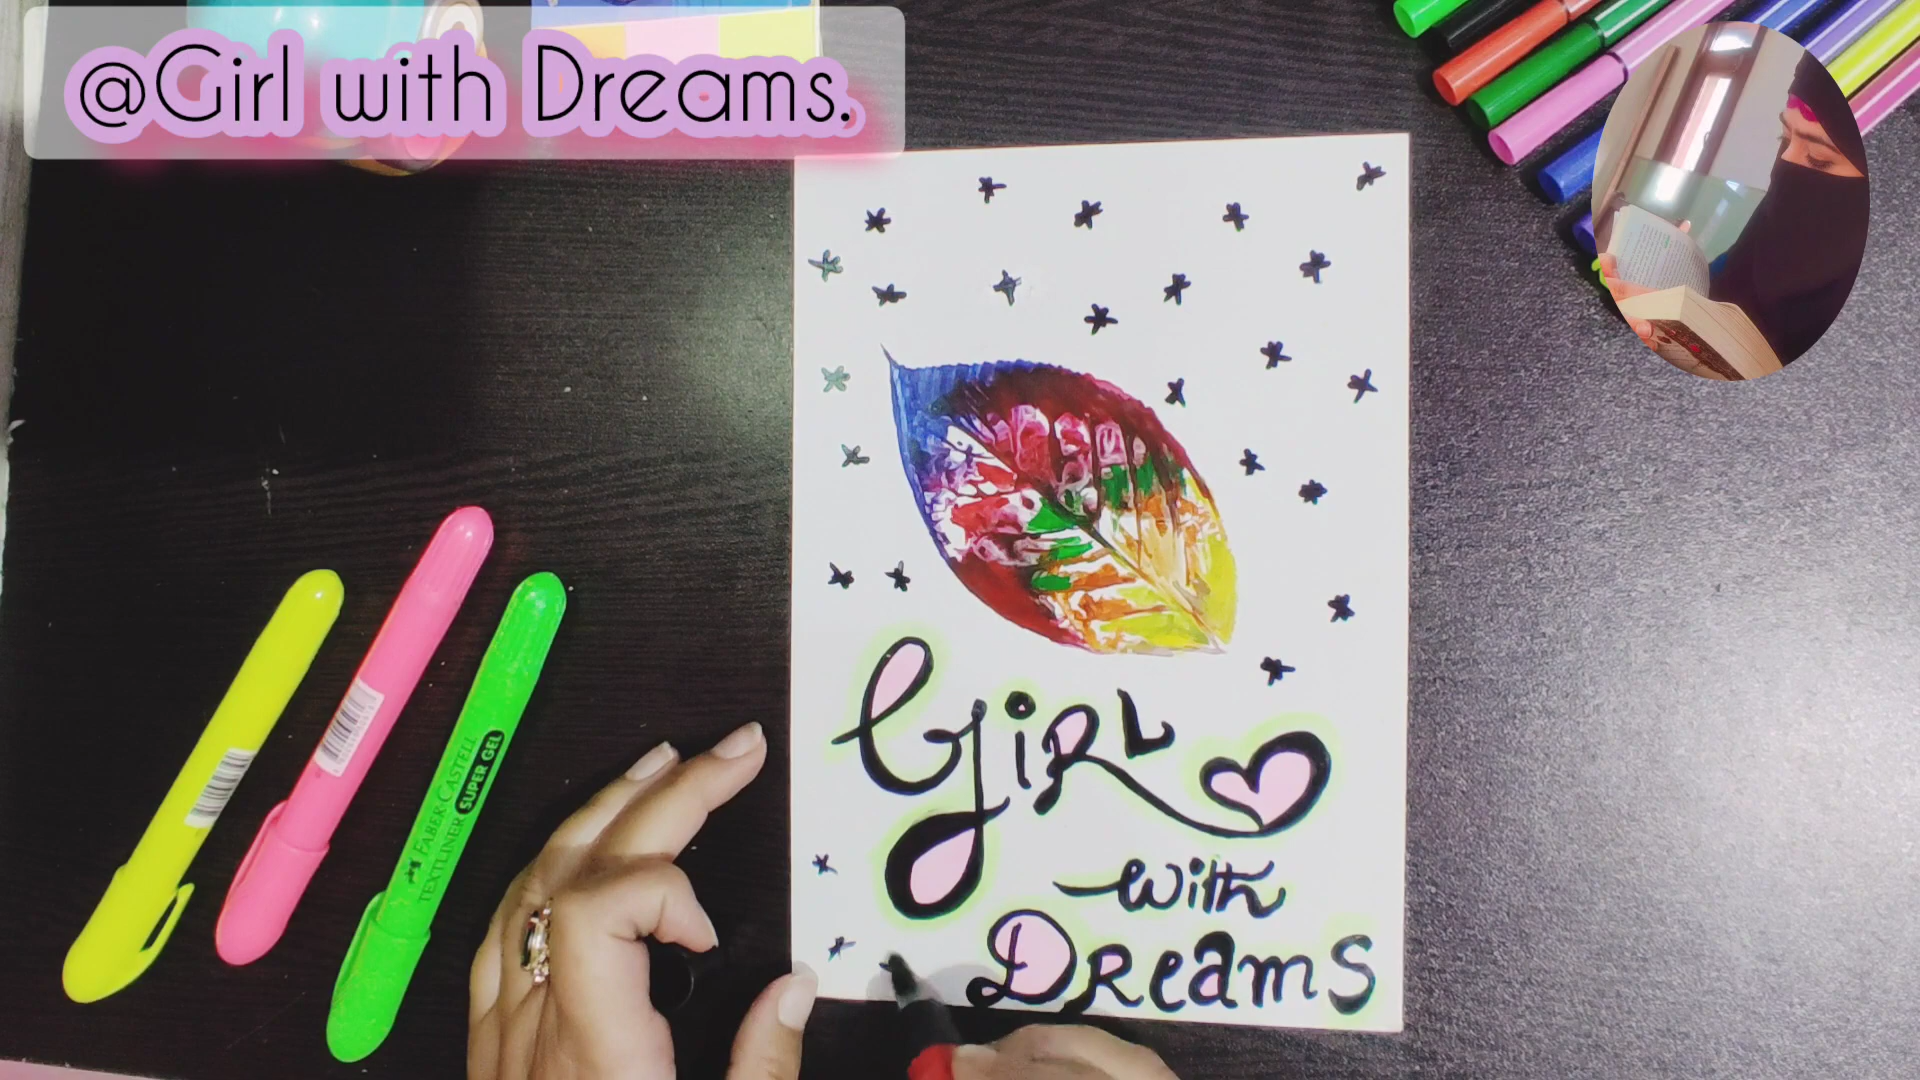 @Girl with Dreams.
GirL
with
DReams
FABER-CASTELL
TEXTLINER SUPER GEL